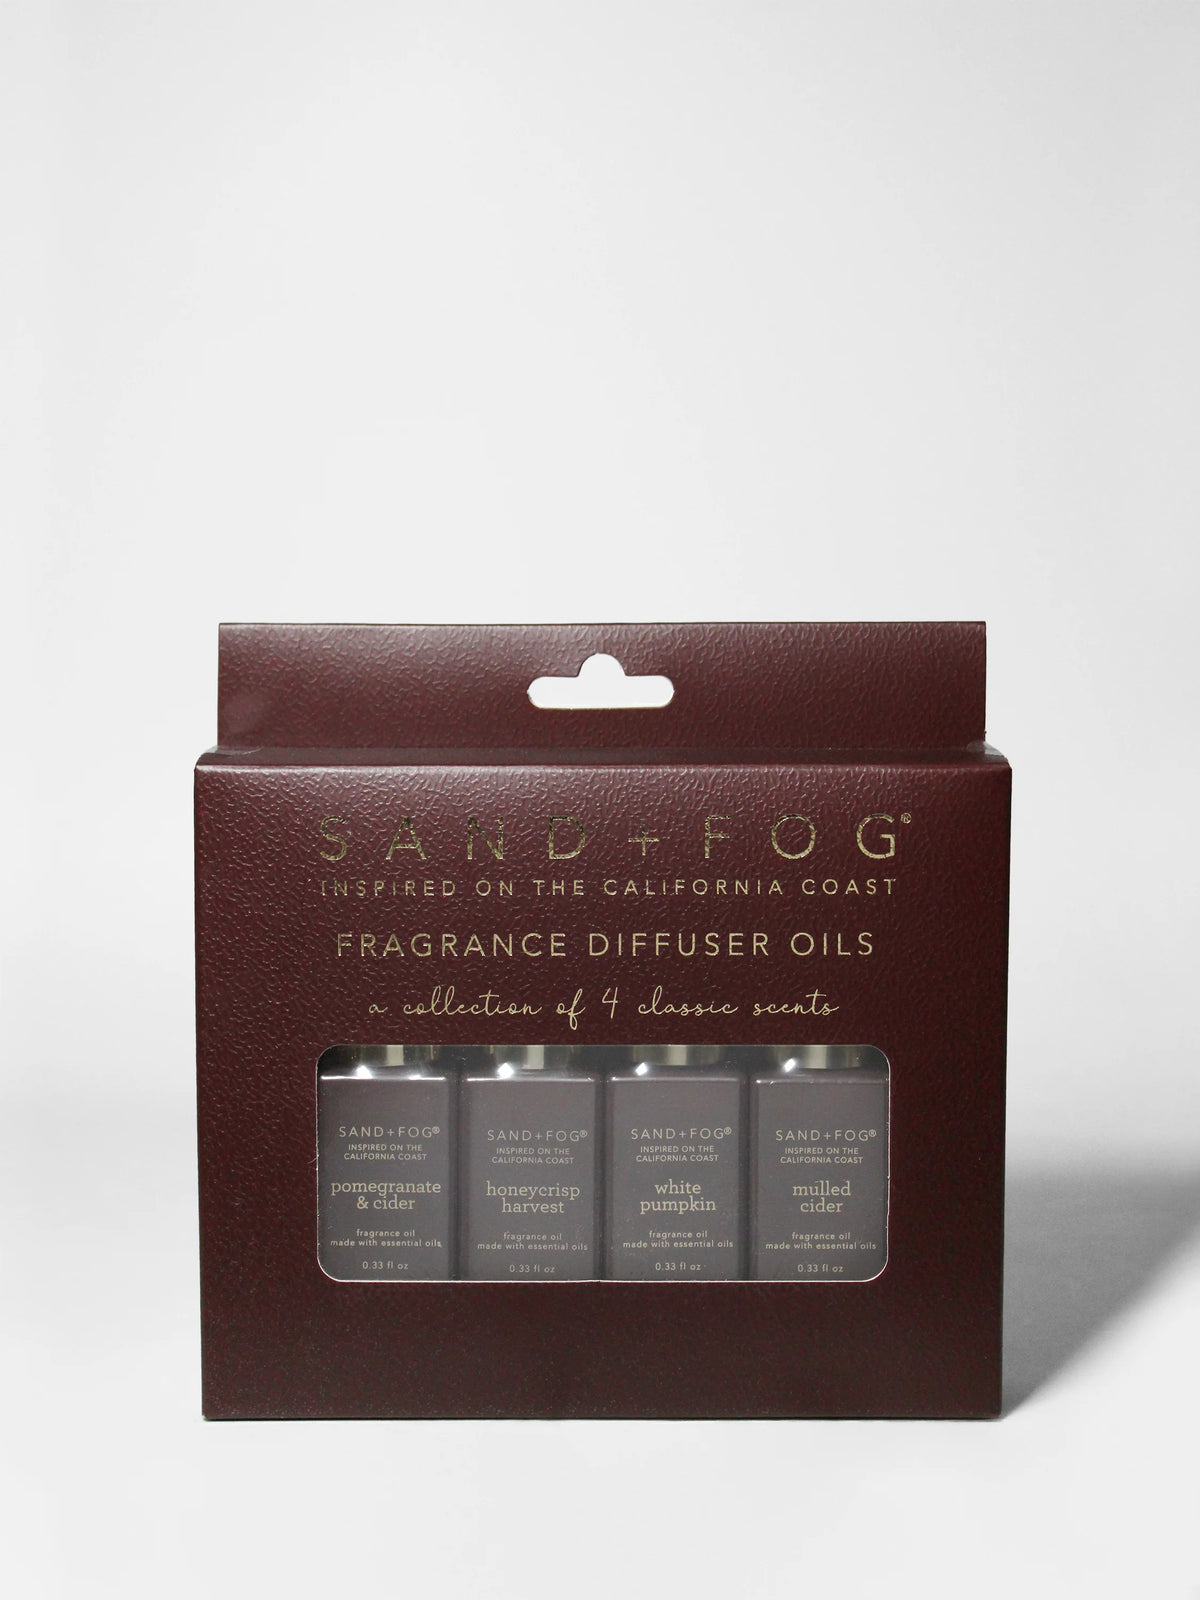 SAND+FOG®
INSPIRED ON THE CALIFORNIA COAST
FRAGRANCE DIFFUSER OILS
a collection of 4 classic scents
SAND+FOG®
INSPIRED ON THE
CALIFORNIA COAST
pomegranate
& cider
fragrance oil
made with essential oils
0.33 fl oz
SAND+FOG®
INSPIRED ON THE
CALIFORNIA COAST
honeycrisp
harvest
fragrance oil
made with essential oils
0.33 fl oz
SAND+FOG®
INSPIRED ON THE
CALIFORNIA COAST
white
pumpkin
fragrance oil
made with essential oils
0.33 fl oz
SAND+FOG®
INSPIRED ON THE
CALIFORNIA COAST
mulled
cider
fragrance oil
made with essential oils
0.33 fl oz